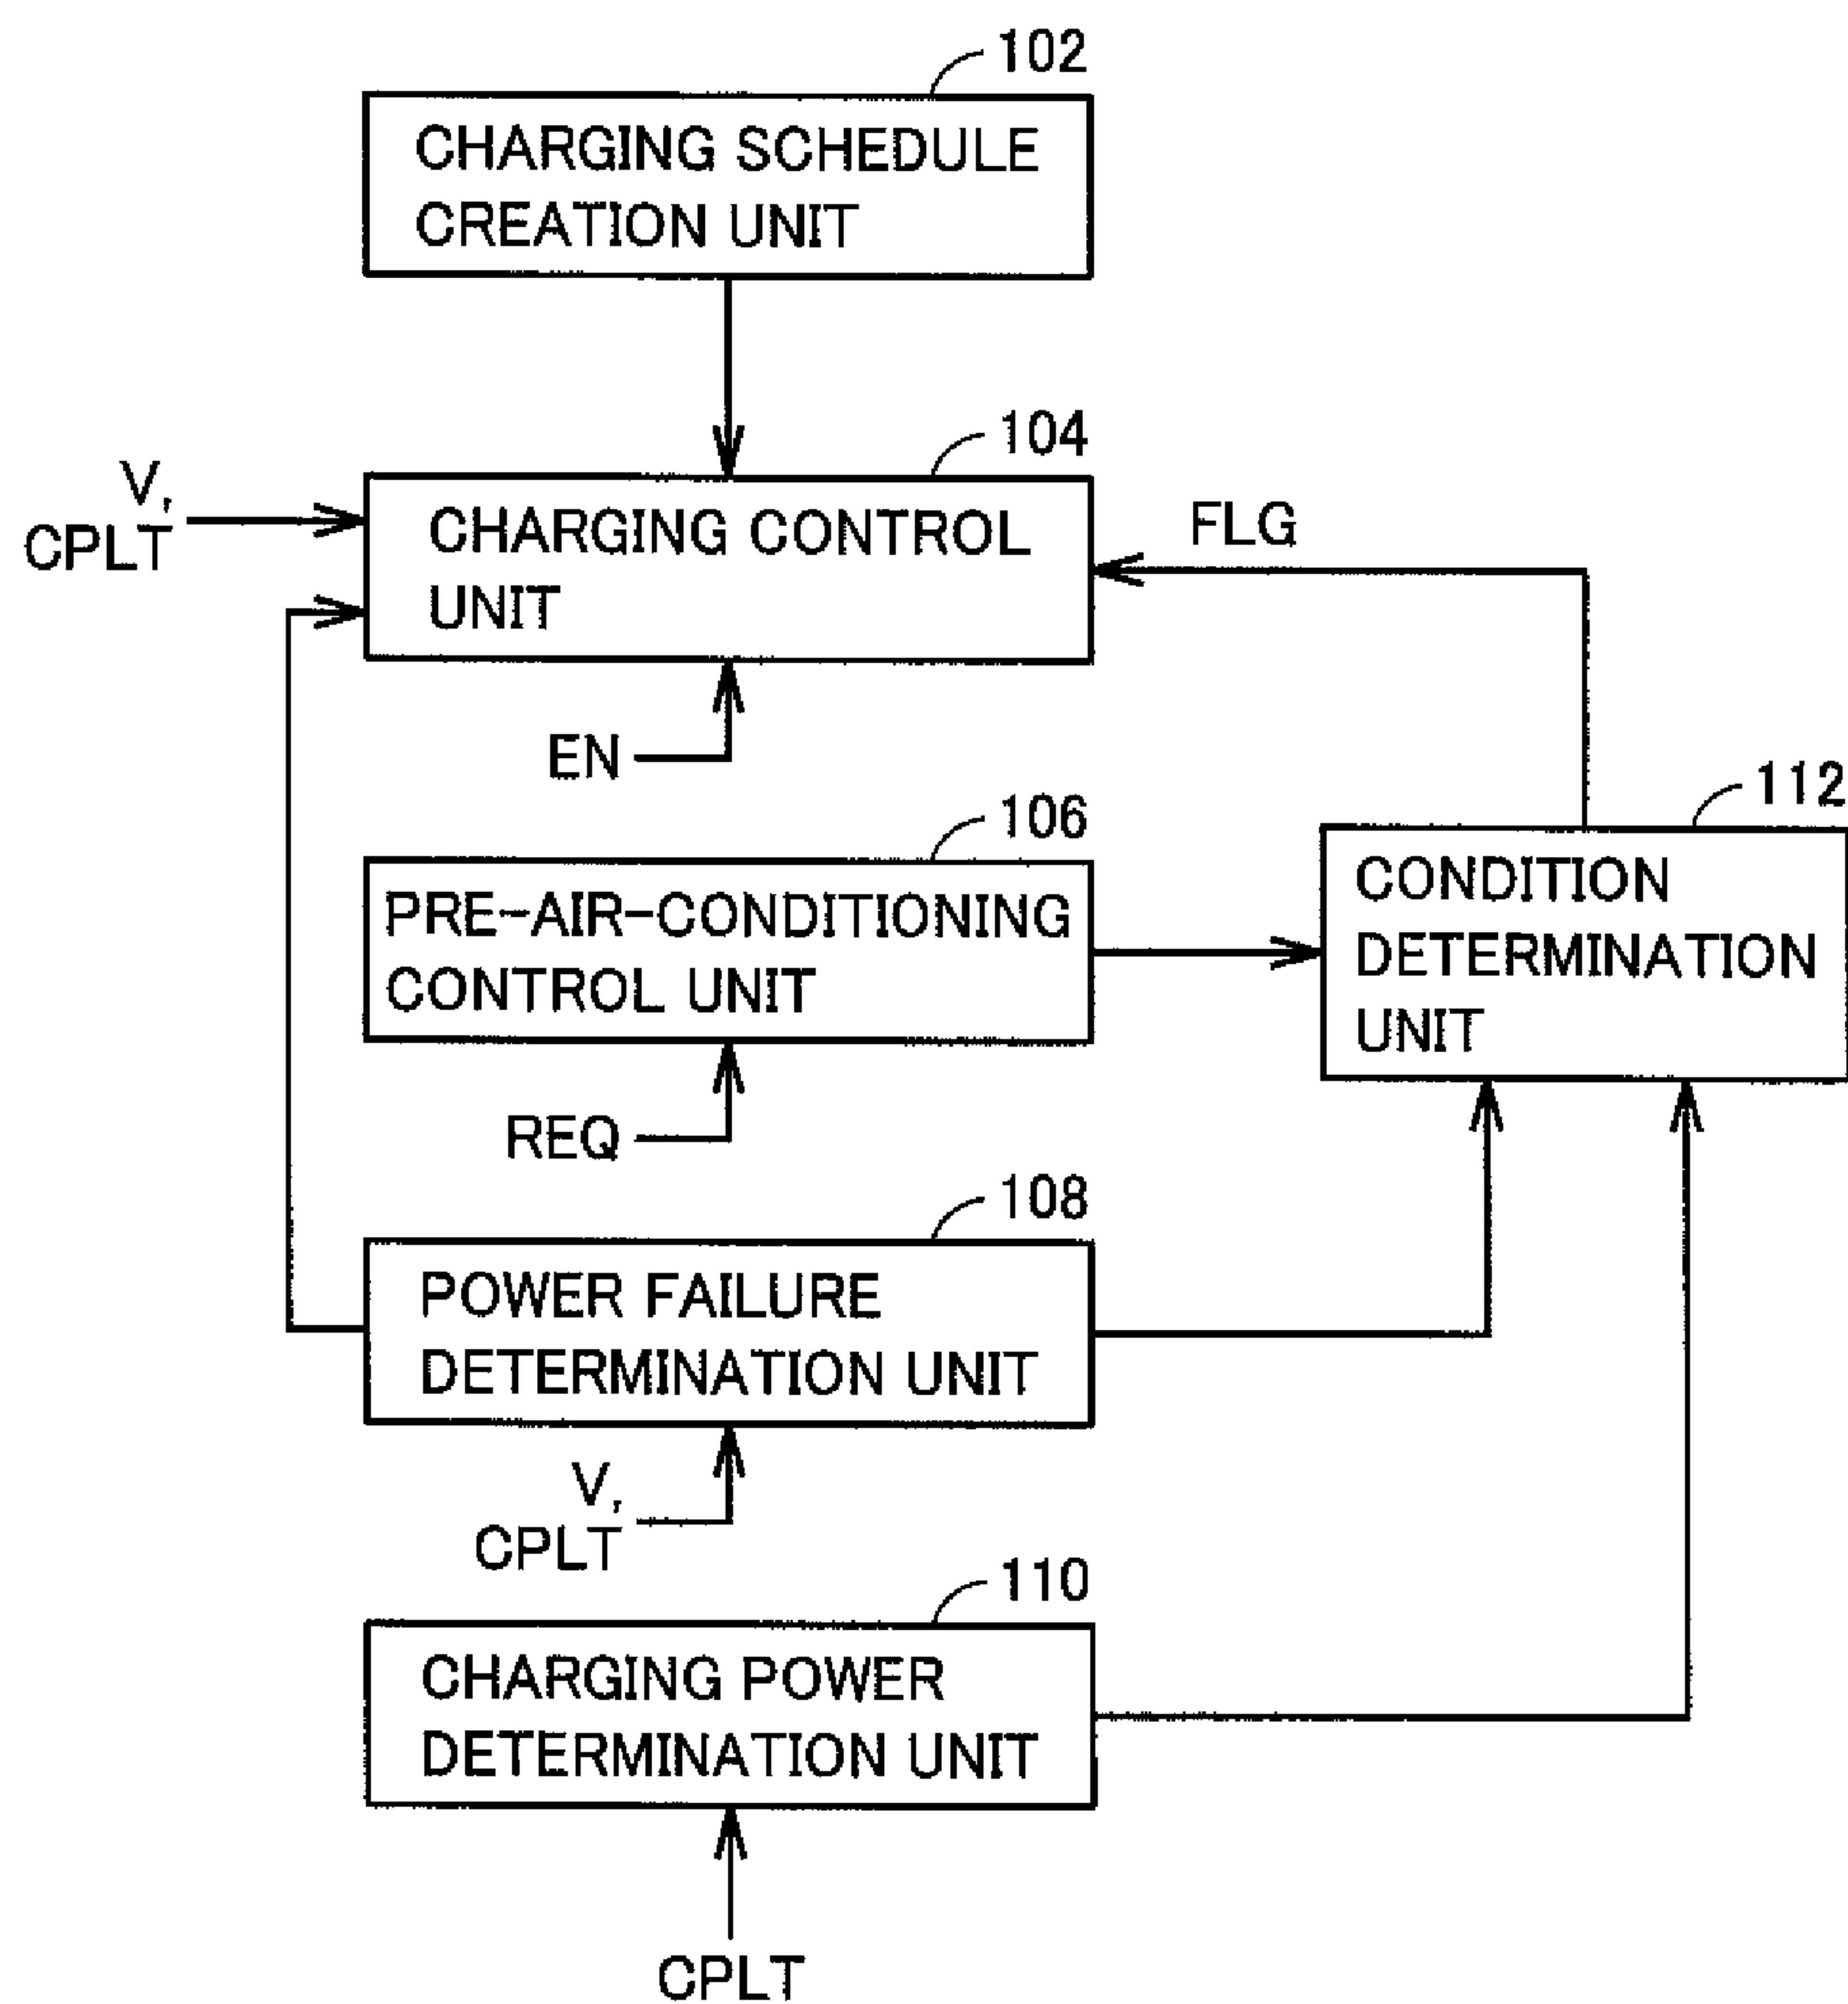 102
CHARGING SCHEDULE
CREATION UNIT
104
V,
CPLT
CHARGING CONTROL
UNIT
FLG
EN
106
112
PRE-AIR-CONDITIONING
CONTROL UNIT
CONDITION
DETERMINATION
UNIT
REQ
108
POWER FAILURE
DETERMINATION UNIT
V,
CPLT
110
CHARGING POWER
DETERMINATION UNIT
CPLT